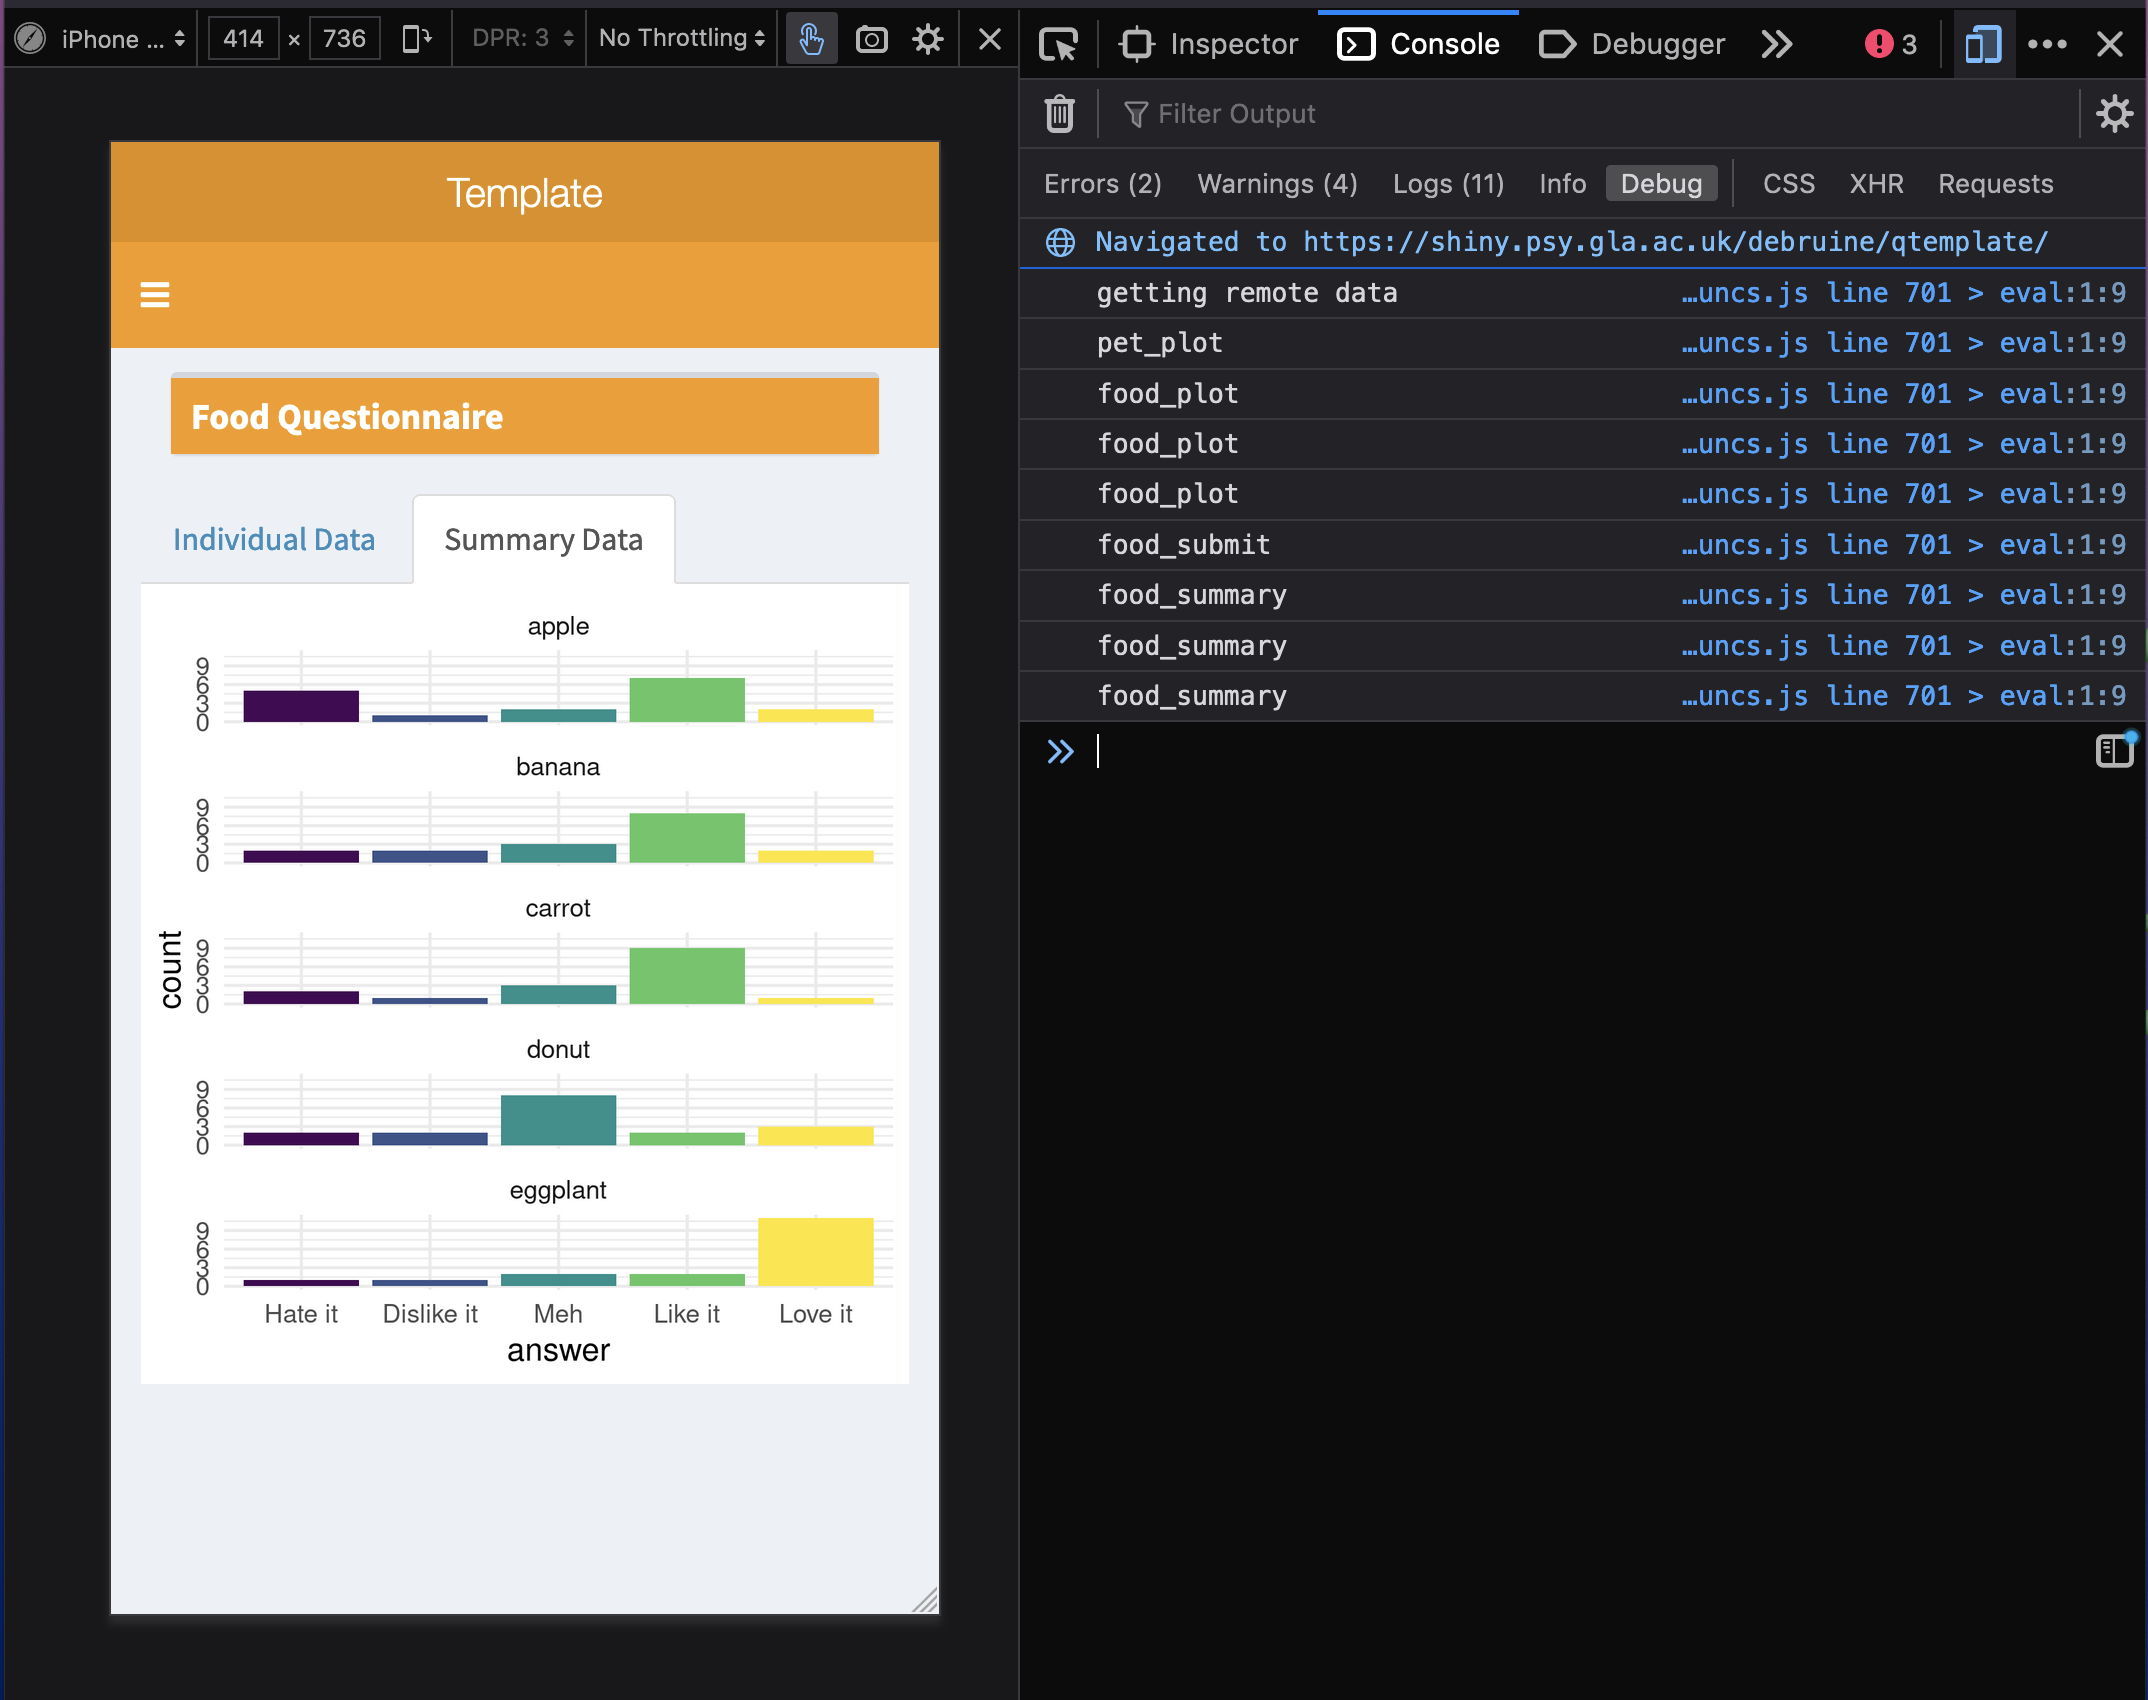 iPhone ... 414 × 736 DPR: 3 No Throttling
Template
Food Questionnaire
Individual Data Summary Data
apple
9
6
3
0
banana
9
6
3
0
carrot
9
6
3
0
donut
9
6
3
0
eggplant
9
6
3
0
count
Hate it Dislike it Meh Like it Love it
answer
Inspector Console Debugger 3
Filter Output
Errors (2) Warnings (4) Logs (11) Info Debug CSS XHR Requests
Navigated to https://shiny.psy.gla.ac.uk/debruine/qtemplate/
getting remote data …uncs.js line 701 > eval:1:9
pet_plot …uncs.js line 701 > eval:1:9
food_plot …uncs.js line 701 > eval:1:9
food_plot …uncs.js line 701 > eval:1:9
food_plot …uncs.js line 701 > eval:1:9
food_submit …uncs.js line 701 > eval:1:9
food_summary …uncs.js line 701 > eval:1:9
food_summary …uncs.js line 701 > eval:1:9
food_summary …uncs.js line 701 > eval:1:9